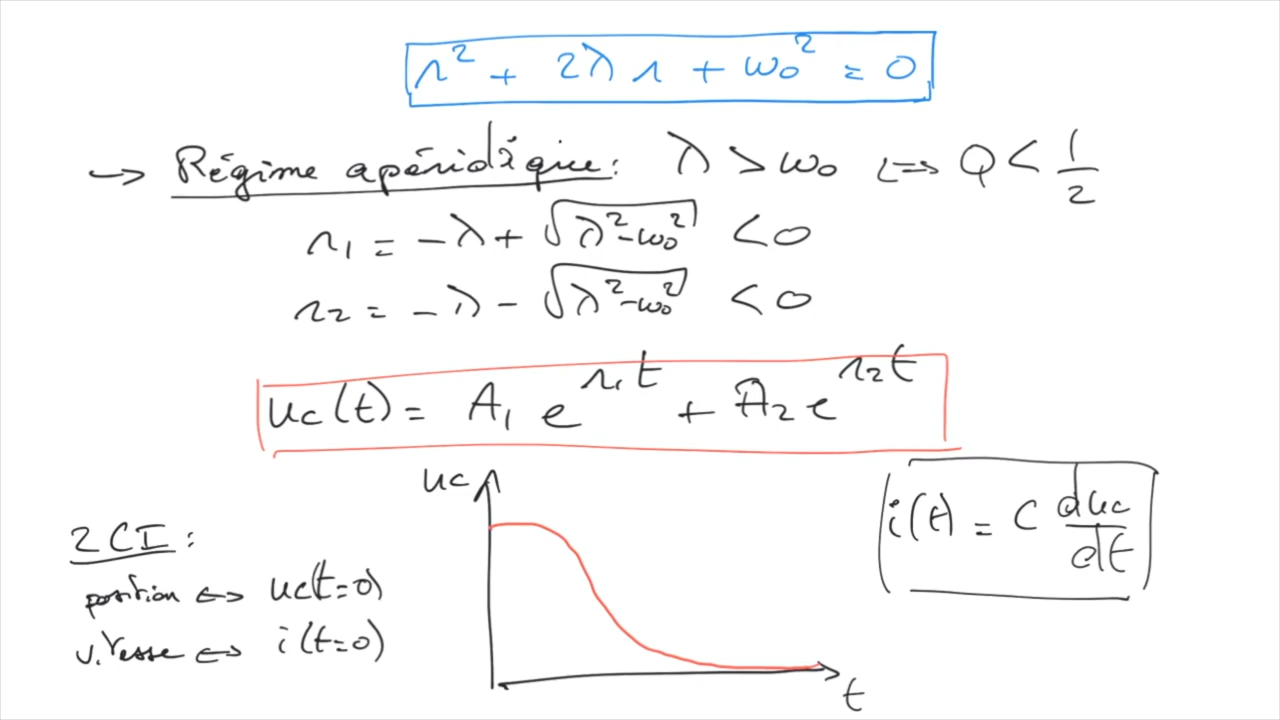 r² + 2λr + ω₀² = 0
→ Régime apériodique : λ > ω₀ ⟺ Q < 1/2
r₁ = -λ + √(λ²-ω₀²) < 0
r₂ = -λ - √(λ²-ω₀²) < 0
uc(t) = A₁ e^(r₁t) + A₂ e^(r₂t)
uc
i(t) = C duc/dt
2 CI :
position ⟺ uc(t=0)
vitesse ⟺ i(t=0)
t